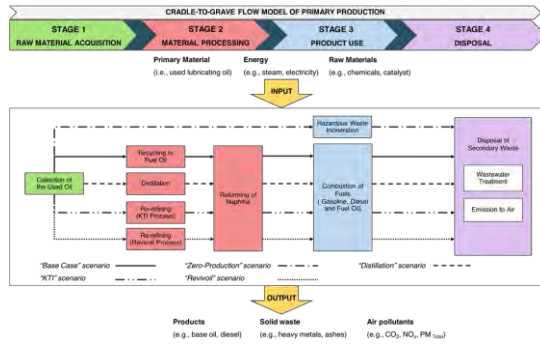 CRADLE-TO-GRAVE FLOW MODEL OF PRIMARY PRODUCTION
STAGE 1
RAW MATERIAL ACQUISITION
STAGE 2
MATERIAL PROCESSING
STAGE 3
PRODUCT USE
STAGE 4
DISPOSAL
Primary Material
(i.e., used lubricating oil)
Energy
(e.g., steam, electricity)
Raw Materials
(e.g., chemicals, catalyst)
INPUT
Hazardous Waste
Incineration
Disposal of
Secondary Waste
Recycling to
Fuel Oil
Collection of
the Used Oil
Distillation
Reforming of
Naphtha
Combustion of
Fuels
( Gasoline, Diesel
and Fuel Oil)
Wastewater
Treatment
Re-refining
(KTI Process)
Emission to Air
Re-refining
(Revivoil Process)
"Base Case" scenario
"Zero-Production" scenario
"Distillation" scenario
"KTI" scenario
"Revivoil" scenario
OUTPUT
Products
(e.g., base oil, diesel)
Solid waste
(e.g., heavy metals, ashes)
Air pollutants
(e.g., CO2, NOx, PM Total)